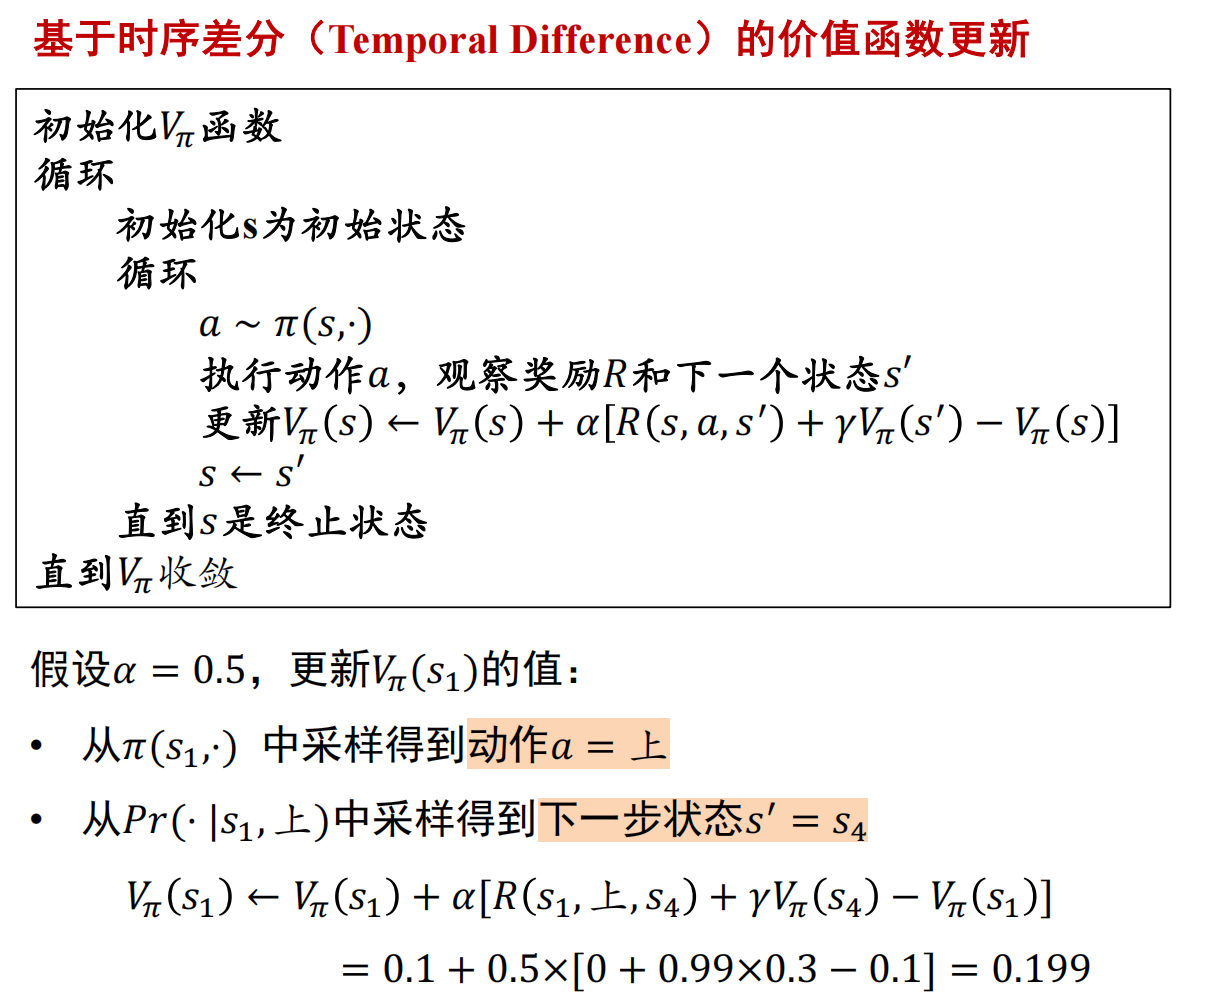 基于时序差分（Temporal Difference）的价值函数更新
初始化$V_\pi$函数
循环
初始化s为初始状态
循环
$a \sim \pi(s,\cdot)$
执行动作$a$，观察奖励$R$和下一个状态$s'$
更新$V_\pi(s) \leftarrow V_\pi(s) + \alpha[R(s,a,s') + \gamma V_\pi(s') - V_\pi(s)]$
$s \leftarrow s'$
直到$s$是终止状态
直到$V_\pi$收敛
假设$\alpha = 0.5$，更新$V_\pi(s_1)$的值：
• 从$\pi(s_1,\cdot)$ 中采样得到动作$a = 上$
• 从$Pr(\cdot |s_1,上)$中采样得到下一步状态$s' = s_4$
$V_\pi(s_1) \leftarrow V_\pi(s_1) + \alpha[R(s_1,上,s_4) + \gamma V_\pi(s_4) - V_\pi(s_1)]$
$= 0.1 + 0.5×[0 + 0.99×0.3 - 0.1] = 0.199$